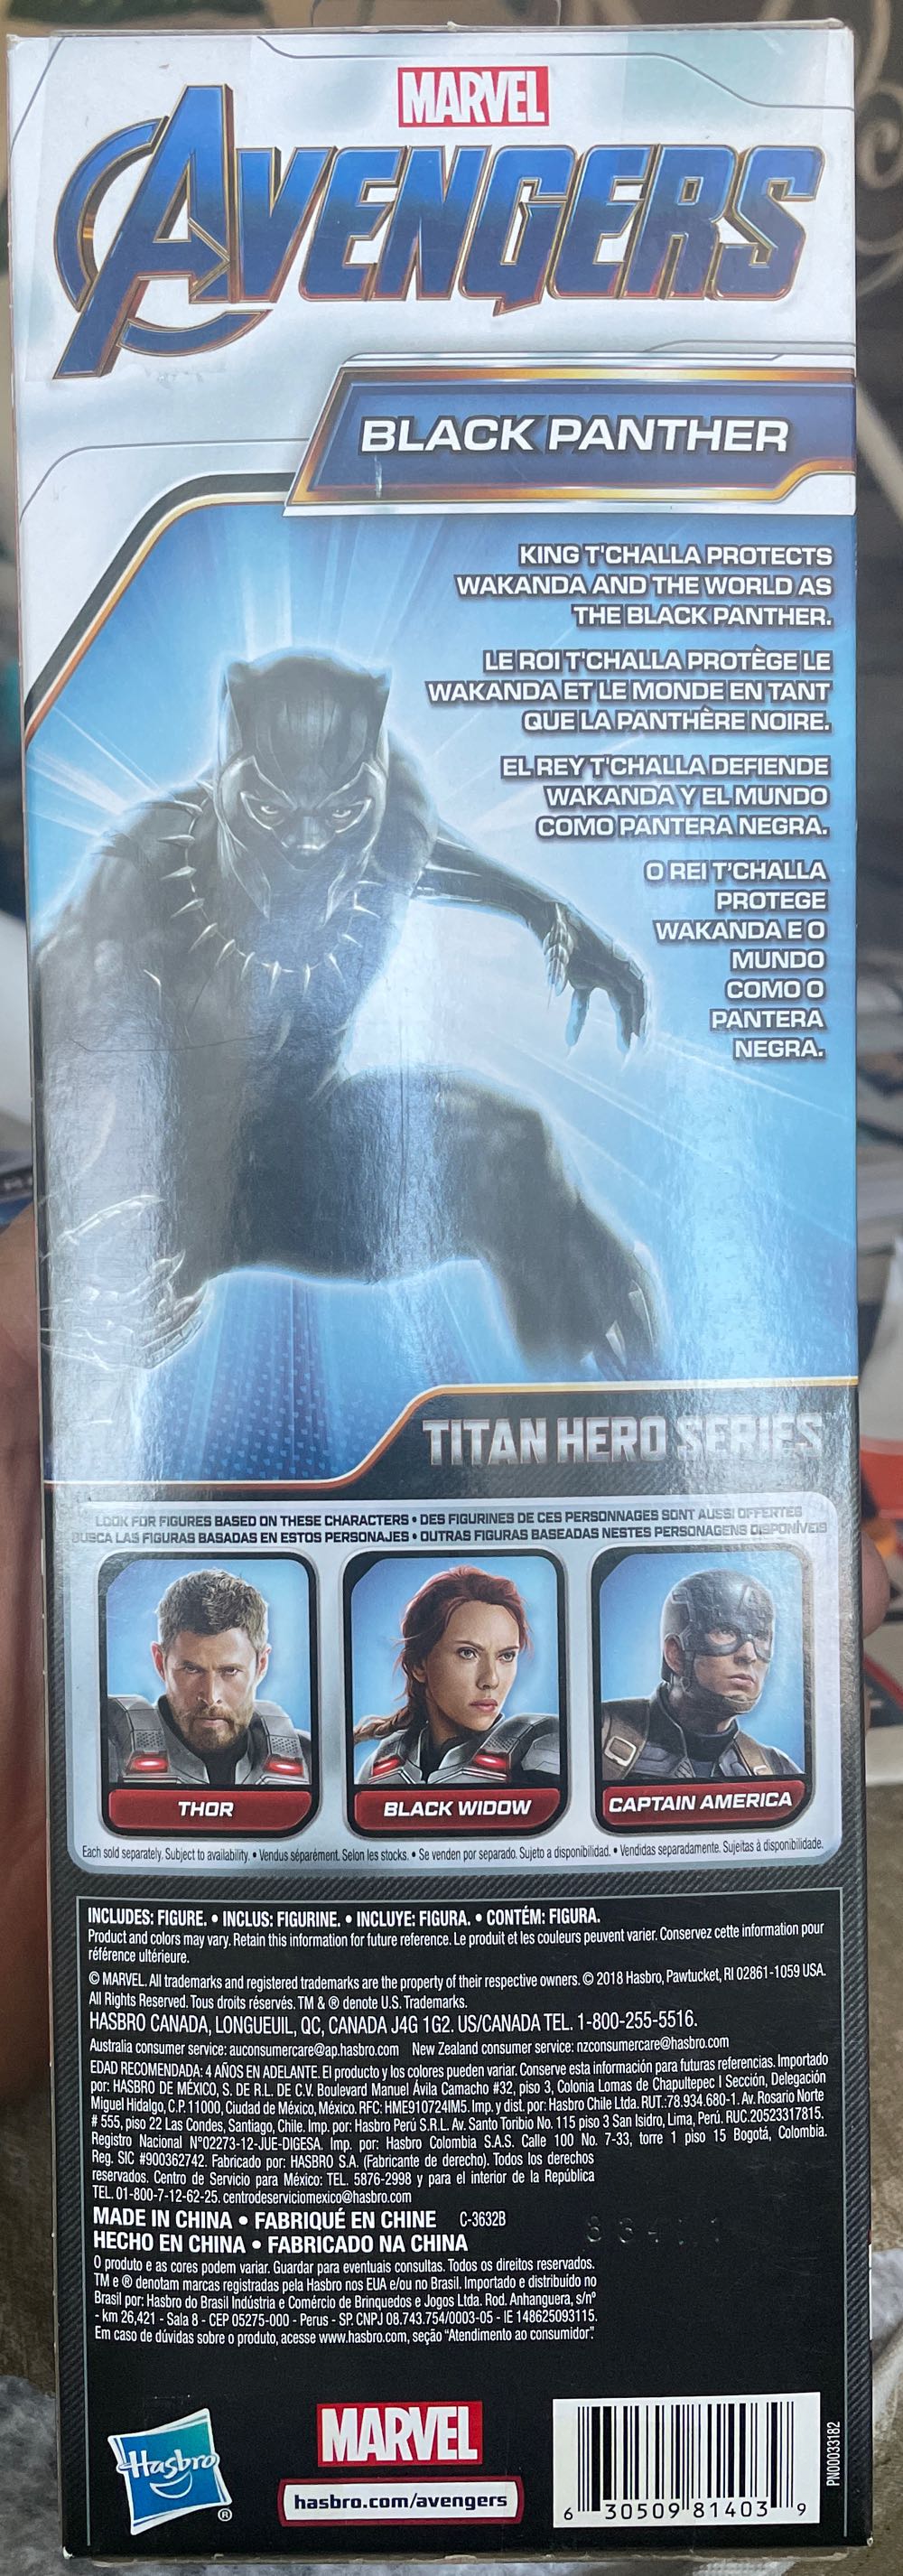 MARVEL
AVENGERS
BLACK PANTHER
KING T'CHALLA PROTECTS
WAKANDA AND THE WORLD AS
THE BLACK PANTHER.
LE ROI T'CHALLA PROTÈGE LE
WAKANDA ET LE MONDE EN TANT
QUE LA PANTHÈRE NOIRE.
EL REY T'CHALLA DEFIENDE
WAKANDA Y EL MUNDO
COMO PANTERA NEGRA.
O REI T'CHALLA
PROTEGE
WAKANDA E O
MUNDO
COMO O
PANTERA
NEGRA.
TITAN HERO SERIES
LOOK FOR FIGURES BASED ON THESE CHARACTERS • DES FIGURINES DE CES PERSONNAGES SONT AUSSI OFFERTES
BUSCA LAS FIGURAS BASADAS EN ESTOS PERSONAJES • OUTRAS FIGURAS BASEADAS NESTES PERSONAGENS DISPONÍVEIS
THOR
BLACK WIDOW
CAPTAIN AMERICA
Each sold separately. Subject to availability. • Vendus séparément. Selon les stocks. • Se venden por separado. Sujeto a disponibilidad. • Vendidas separadamente. Sujeitas à disponibilidade.
INCLUDES: FIGURE. • INCLUS: FIGURINE. • INCLUYE: FIGURA. • CONTÉM: FIGURA.
Product and colors may vary. Retain this information for future reference. Le produit et les couleurs peuvent varier. Conservez cette information pour
référence ultérieure.
© MARVEL. All trademarks and registered trademarks are the property of their respective owners. © 2018 Hasbro, Pawtucket, RI 02861-1059 USA.
All Rights Reserved. Tous droits réservés. TM & ® denote U.S. Trademarks.
HASBRO CANADA, LONGUEUIL, QC, CANADA J4G 1G2. US/CANADA TEL. 1-800-255-5516.
Australia consumer service: auconsumercare@ap.hasbro.com New Zealand consumer service: nzconsumercare@hasbro.com
EDAD RECOMENDADA: 4 AÑOS EN ADELANTE. El producto y los colores pueden variar. Conserve esta información para futuras referencias. Importado
por: HASBRO DE MÉXICO, S. DE R.L. DE C.V. Boulevard Manuel Ávila Camacho #32, piso 3, Colonia Lomas de Chapultepec I Sección, Delegación
Miguel Hidalgo, C.P. 11000, Ciudad de México, México. RFC: HME910724IM5. Imp. y dist. por: Hasbro Chile Ltda. RUT.:78.934.680-1. Av. Rosario Norte
# 555, piso 22 Las Condes, Santiago, Chile. Imp. por: Hasbro Perú S.R.L. Av. Santo Toribio No. 115 piso 3 San Isidro, Lima, Perú. RUC.20523317815.
Registro Nacional N°02273-12-JUE-DIGESA. Imp. por: Hasbro Colombia S.A.S. Calle 100 No. 7-33, torre 1 piso 15 Bogotá, Colombia.
Reg. SIC #900362742. Fabricado por: HASBRO S.A. (Fabricante de derecho). Todos los derechos
reservados. Centro de Servicio para México: TEL. 5876-2998 y para el interior de la República
TEL. 01-800-7-12-62-25. centrodeserviciomexico@hasbro.com
MADE IN CHINA • FABRIQUÉ EN CHINE C-3632B
HECHO EN CHINA • FABRICADO NA CHINA
O produto e as cores podem variar. Guardar para eventuais consultas. Todos os direitos reservados.
TM e ® denotam marcas registradas pela Hasbro nos EUA e/ou no Brasil. Importado e distribuído no
Brasil por: Hasbro do Brasil Indústria e Comércio de Brinquedos e Jogos Ltda. Rod. Anhanguera, s/nº
- km 26,421 - Sala 8 - CEP 05275-000 - Perus - SP. CNPJ 08.743.754/0003-05 - IE 148625093115.
Em caso de dúvidas sobre o produto, acesse www.hasbro.com, seção "Atendimento ao consumidor".
Hasbro ®
MARVEL
hasbro.com/avengers
6 30509 81403 9
PN00033182